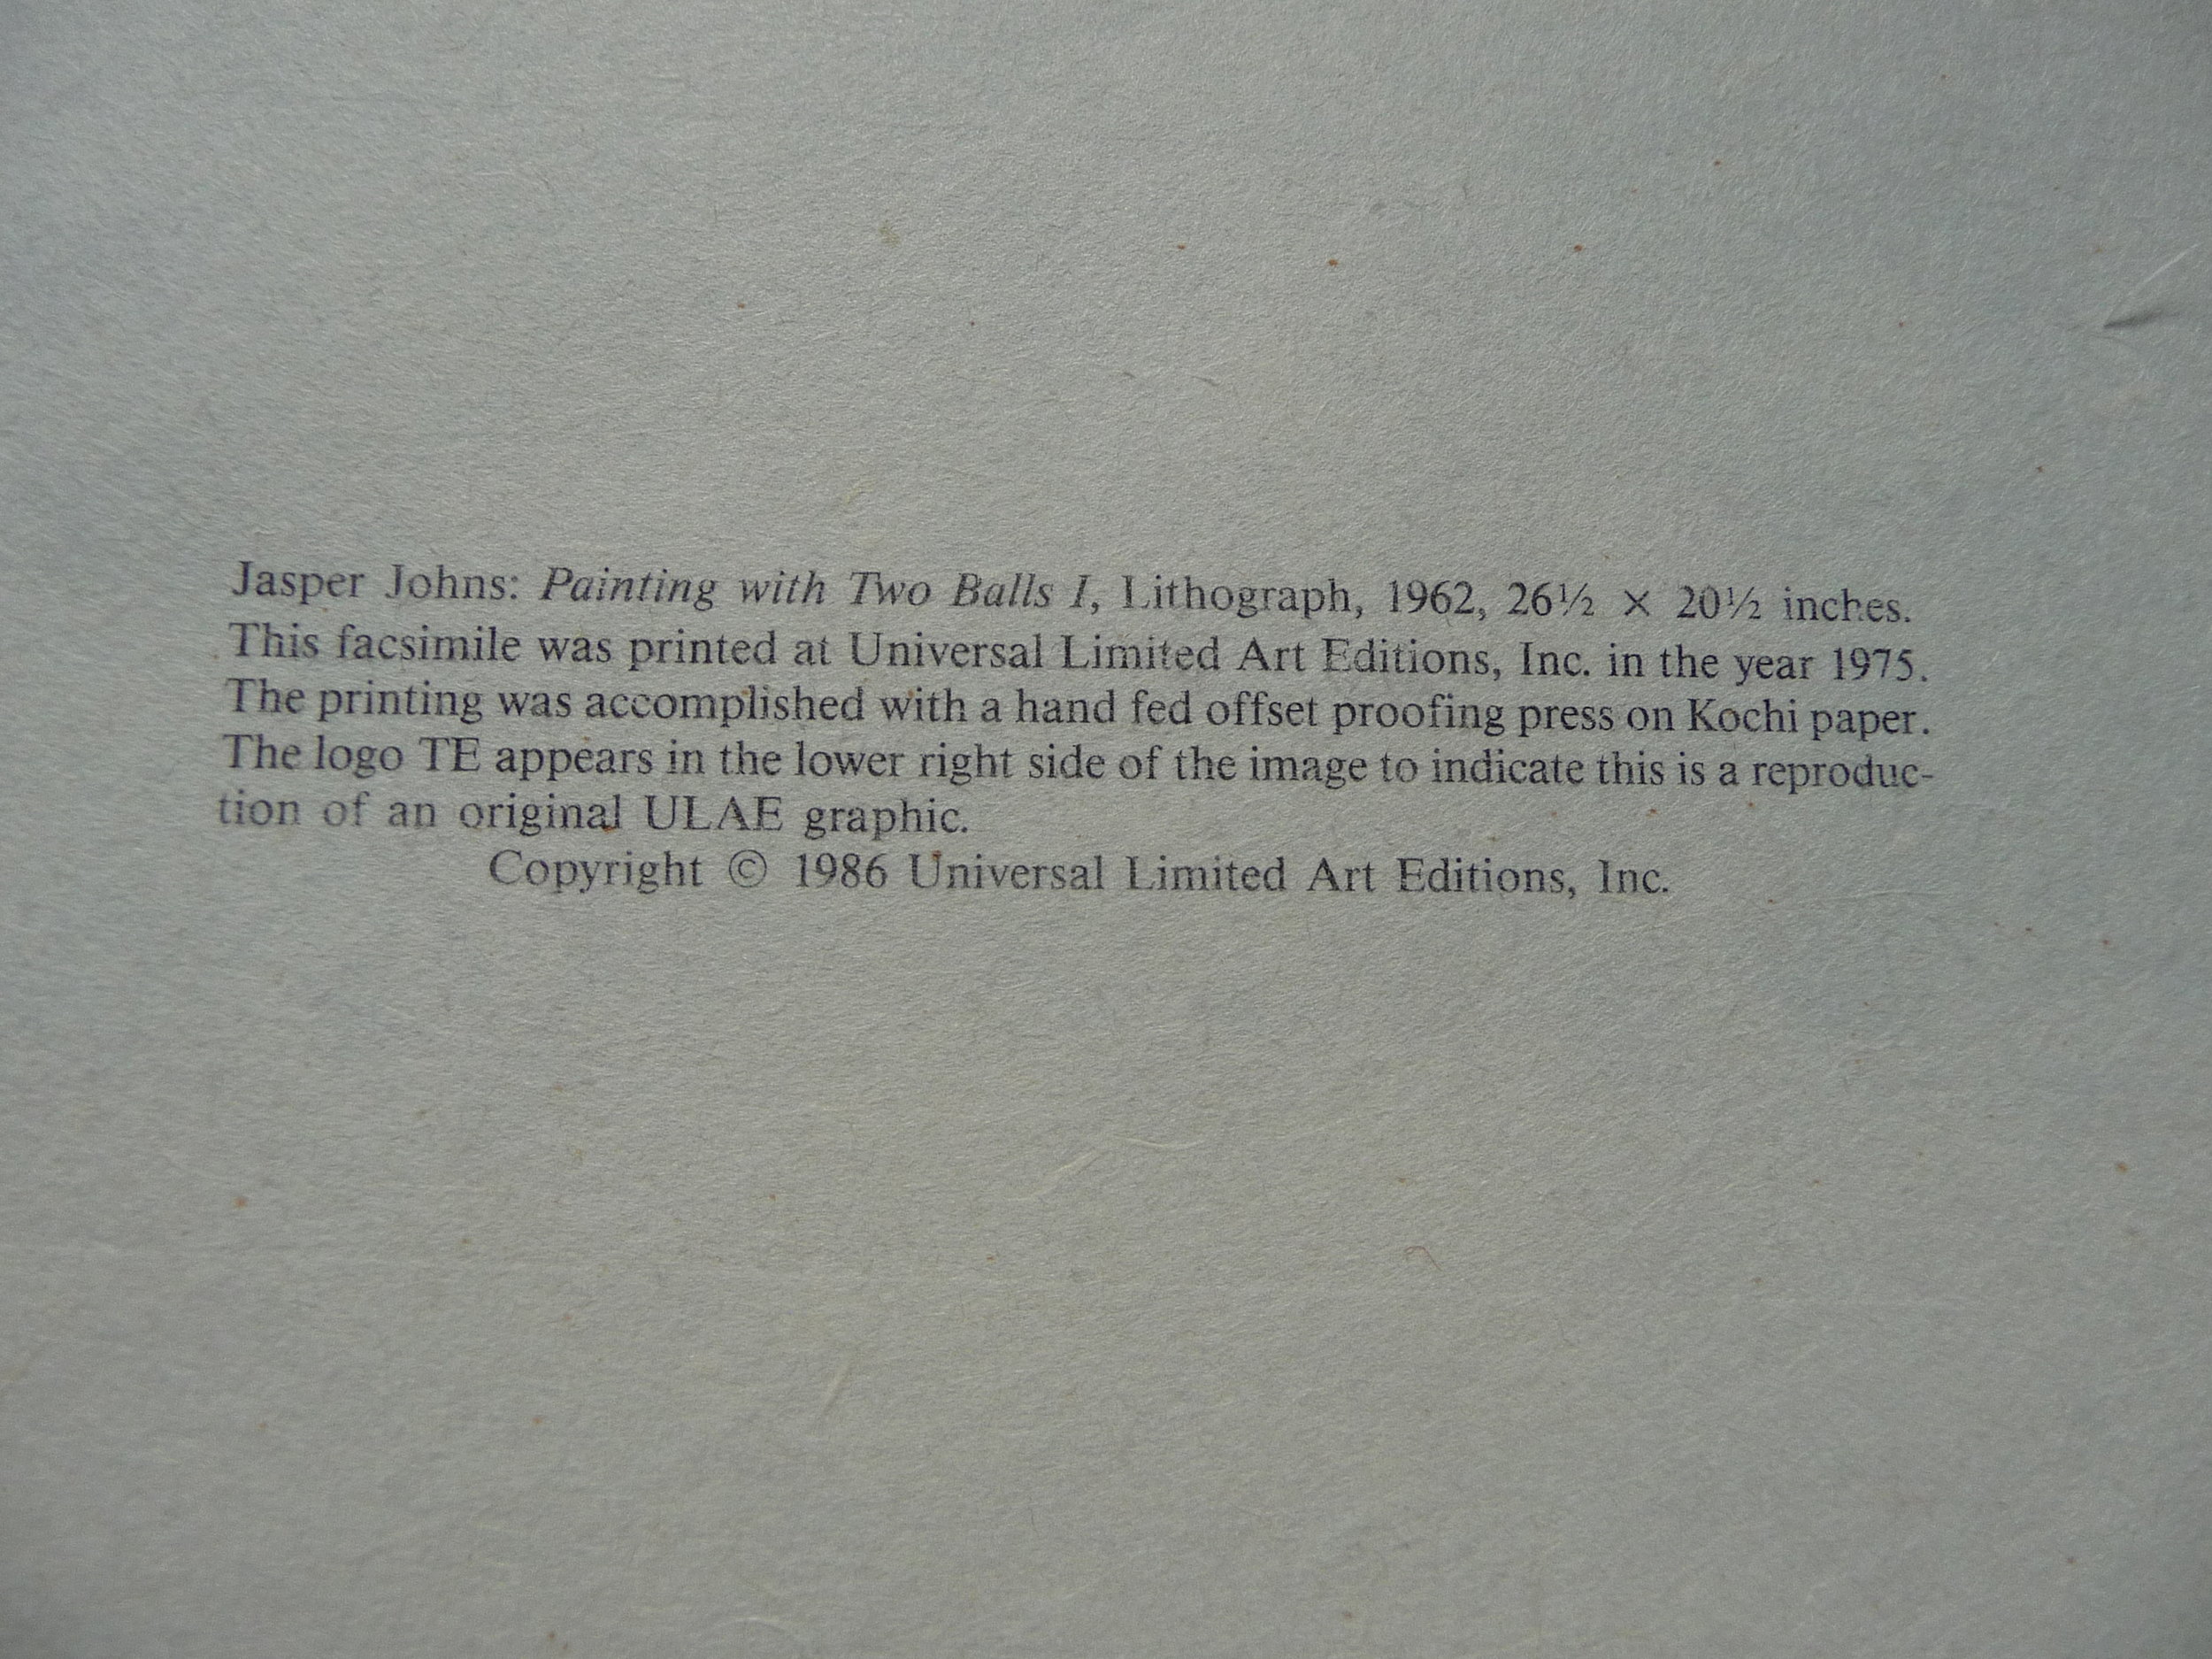 Jasper Johns: Painting with Two Balls I, Lithograph, 1962, 26½ × 20½ inches.
This facsimile was printed at Universal Limited Art Editions, Inc. in the year 1975.
The printing was accomplished with a hand fed offset proofing press on Kochi paper.
The logo TE appears in the lower right side of the image to indicate this is a reproduc-
tion of an original ULAE graphic.
Copyright © 1986 Universal Limited Art Editions, Inc.